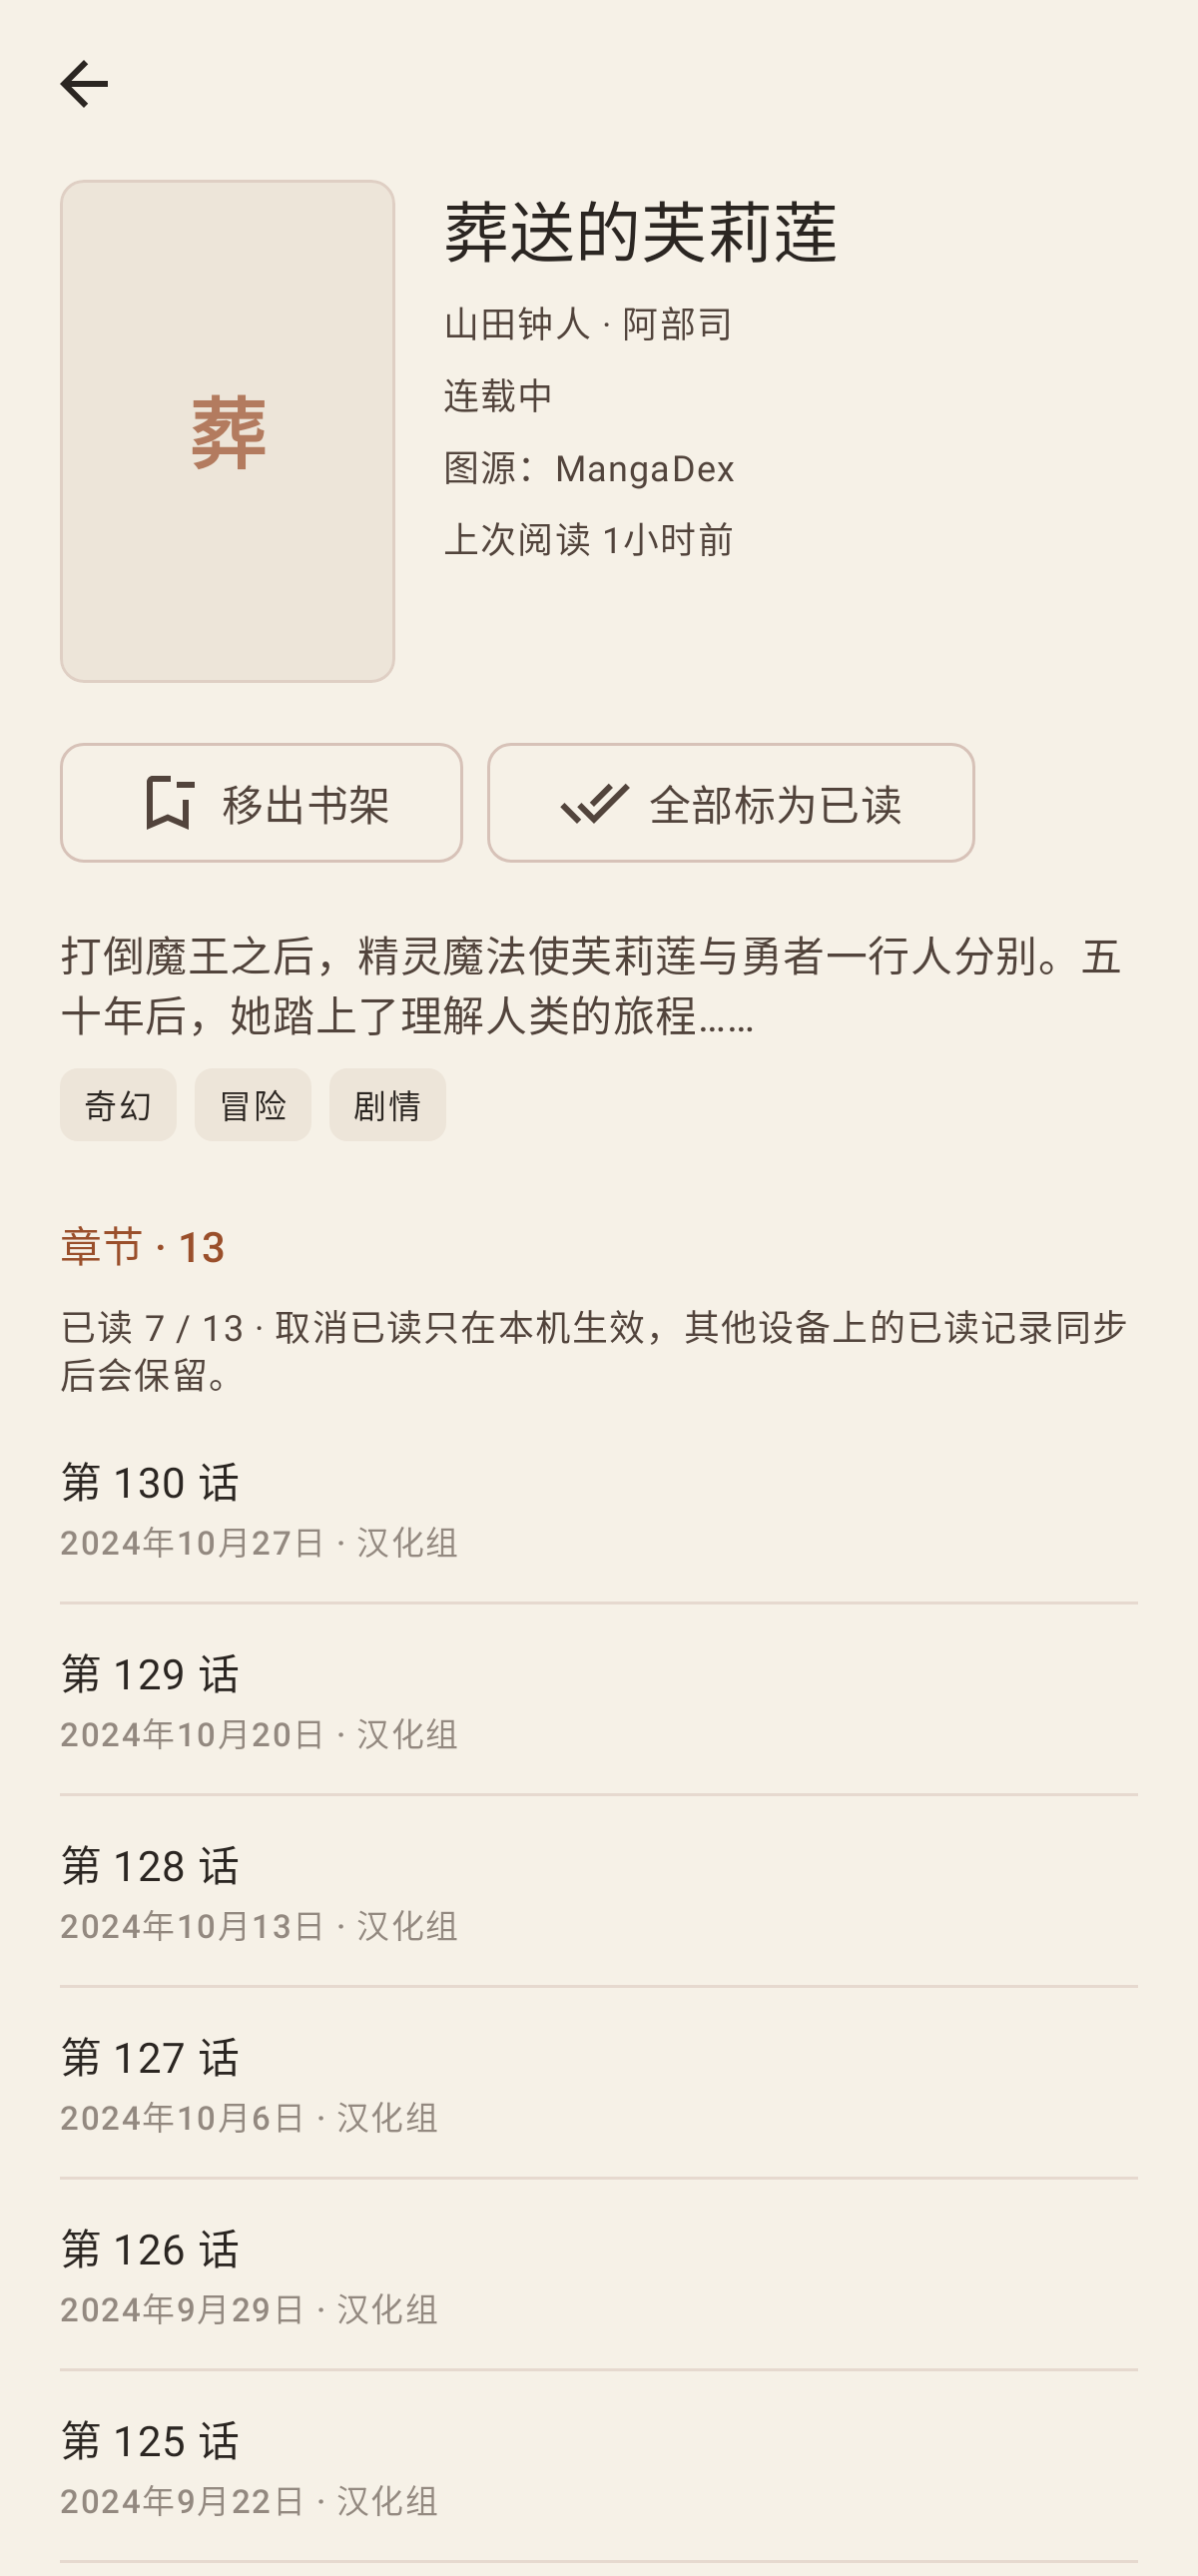 葬送的芙莉莲
山田钟人 · 阿部司
连载中
图源：MangaDex
上次阅读 1小时前
葬
移出书架
全部标为已读
打倒魔王之后，精灵魔法使芙莉莲与勇者一行人分别。五
十年后，她踏上了理解人类的旅程……
奇幻
冒险
剧情
章节 · 13
已读 7 / 13 · 取消已读只在本机生效，其他设备上的已读记录同步
后会保留。
第 130 话
2024年10月27日 · 汉化组
第 129 话
2024年10月20日 · 汉化组
第 128 话
2024年10月13日 · 汉化组
第 127 话
2024年10月6日 · 汉化组
第 126 话
2024年9月29日 · 汉化组
第 125 话
2024年9月22日 · 汉化组